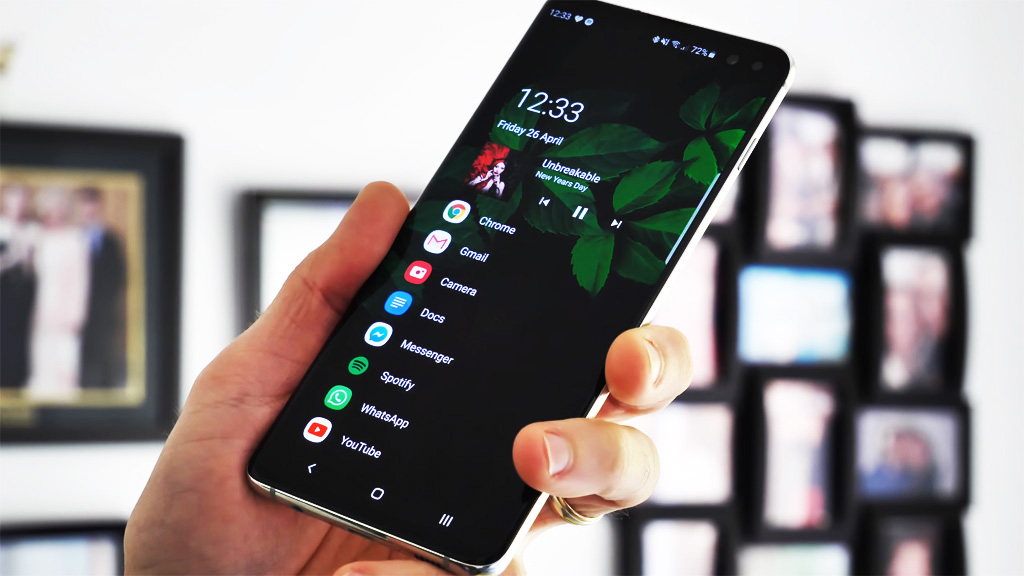 12:33
72%
12:33
Friday 26 April
Unbreakable
New Years Day
Chrome
Gmail
Camera
Docs
Messenger
Spotify
WhatsApp
YouTube